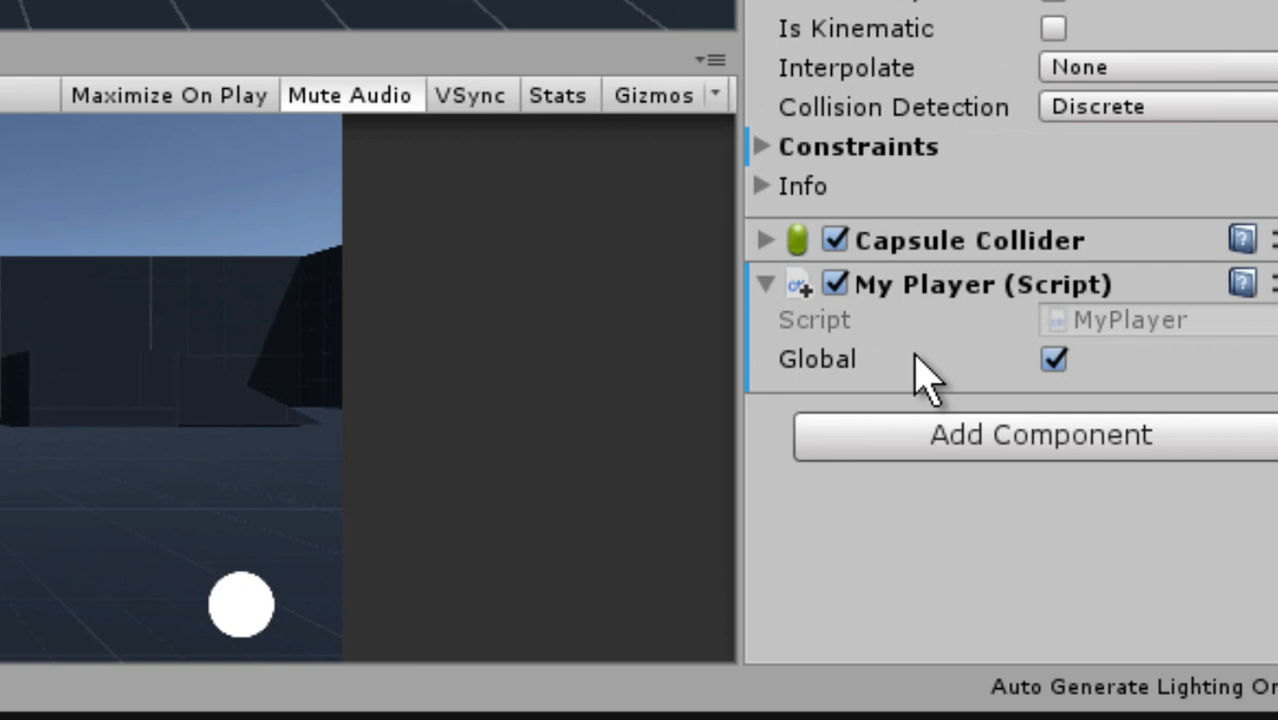 Is Kinematic
Interpolate None
Collision Detection Discrete
Maximize On Play Mute Audio VSync Stats Gizmos
Constraints
Info
Capsule Collider
My Player (Script)
Script MyPlayer
Global
Add Component
Auto Generate Lighting